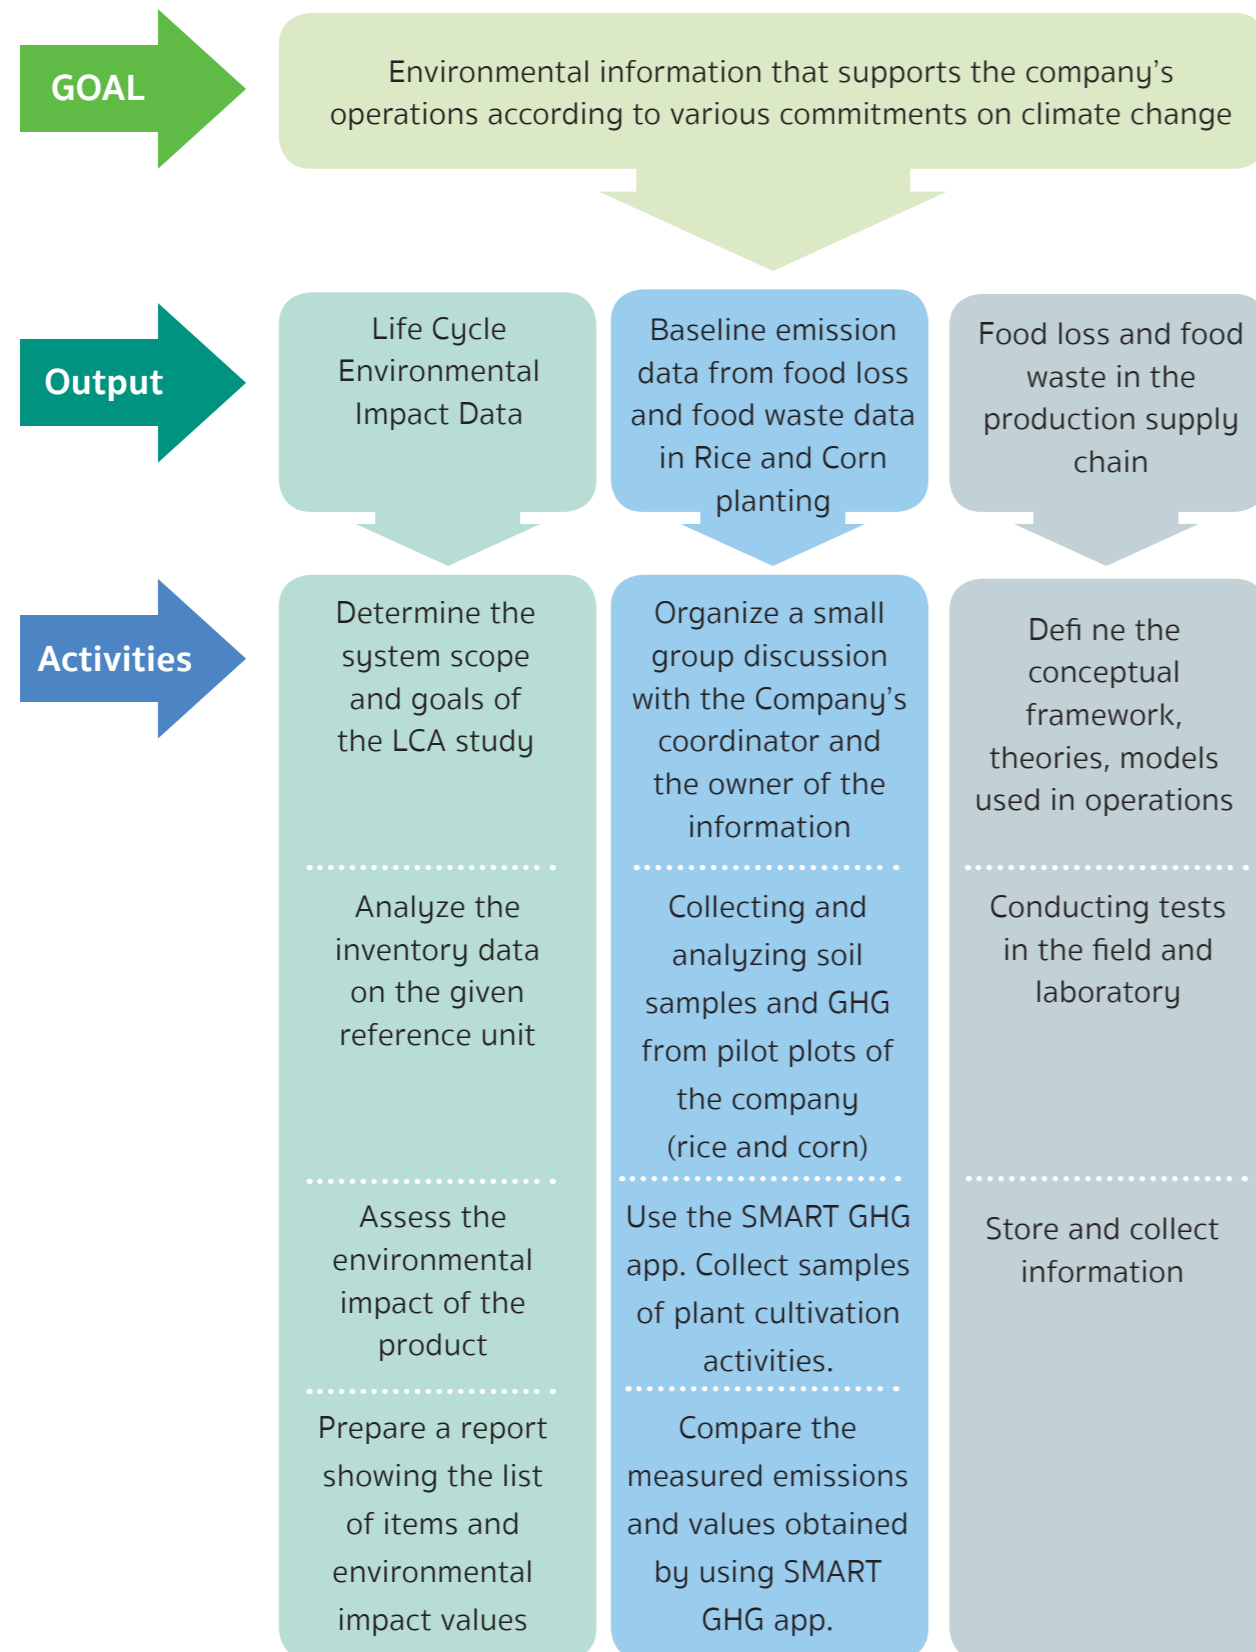 GOAL
Environmental information that supports the company's
operations according to various commitments on climate change
Output
Life Cycle
Environmental
Impact Data
Baseline emission
data from food loss
and food waste data
in Rice and Corn
planting
Food loss and food
waste in the
production supply
chain
Activities
Determine the
system scope
and goals of
the LCA study
Analyze the
inventory data
on the given
reference unit
Assess the
environmental
impact of the
product
Prepare a report
showing the list
of items and
environmental
impact values
Organize a small
group discussion
with the Company's
coordinator and
the owner of the
information
Collecting and
analyzing soil
samples and GHG
from pilot plots of
the company
(rice and corn)
Use the SMART GHG
app. Collect samples
of plant cultivation
activities.
Compare the
measured emissions
and values obtained
by using SMART
GHG app.
Defi ne the
conceptual
framework,
theories, models
used in operations
Conducting tests
in the field and
laboratory
Store and collect
information